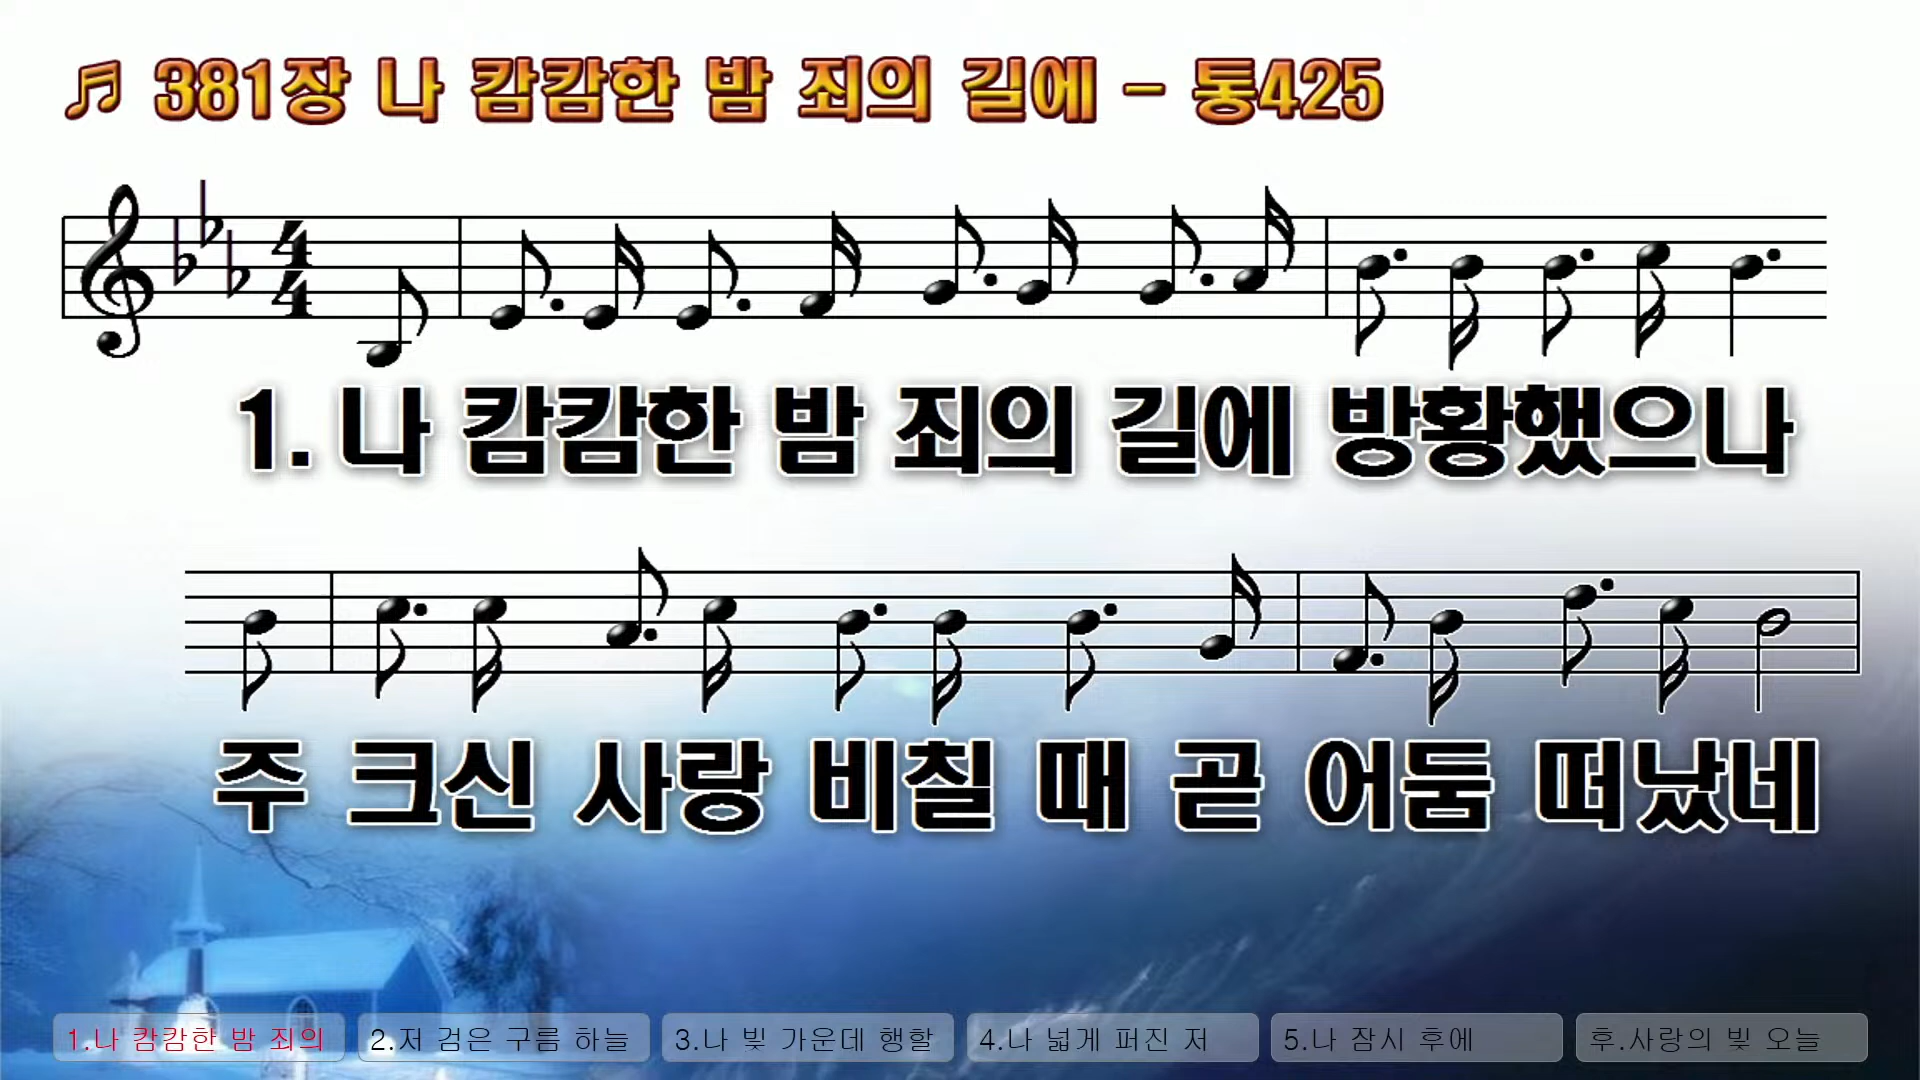 381장 나 캄캄한 밤 죄의 길에 - 통425
1. 나 캄캄한 밤 죄의 길에 방황했으나
주 크신 사랑 비칠 때 곧 어둠 떠났네
1.나 캄캄한 밤 죄의
2.저 검은 구름 하늘
3.나 빛 가운데 행할
4.나 넓게 퍼진 저
5.나 잠시 후에
후.사랑의 빛 오늘